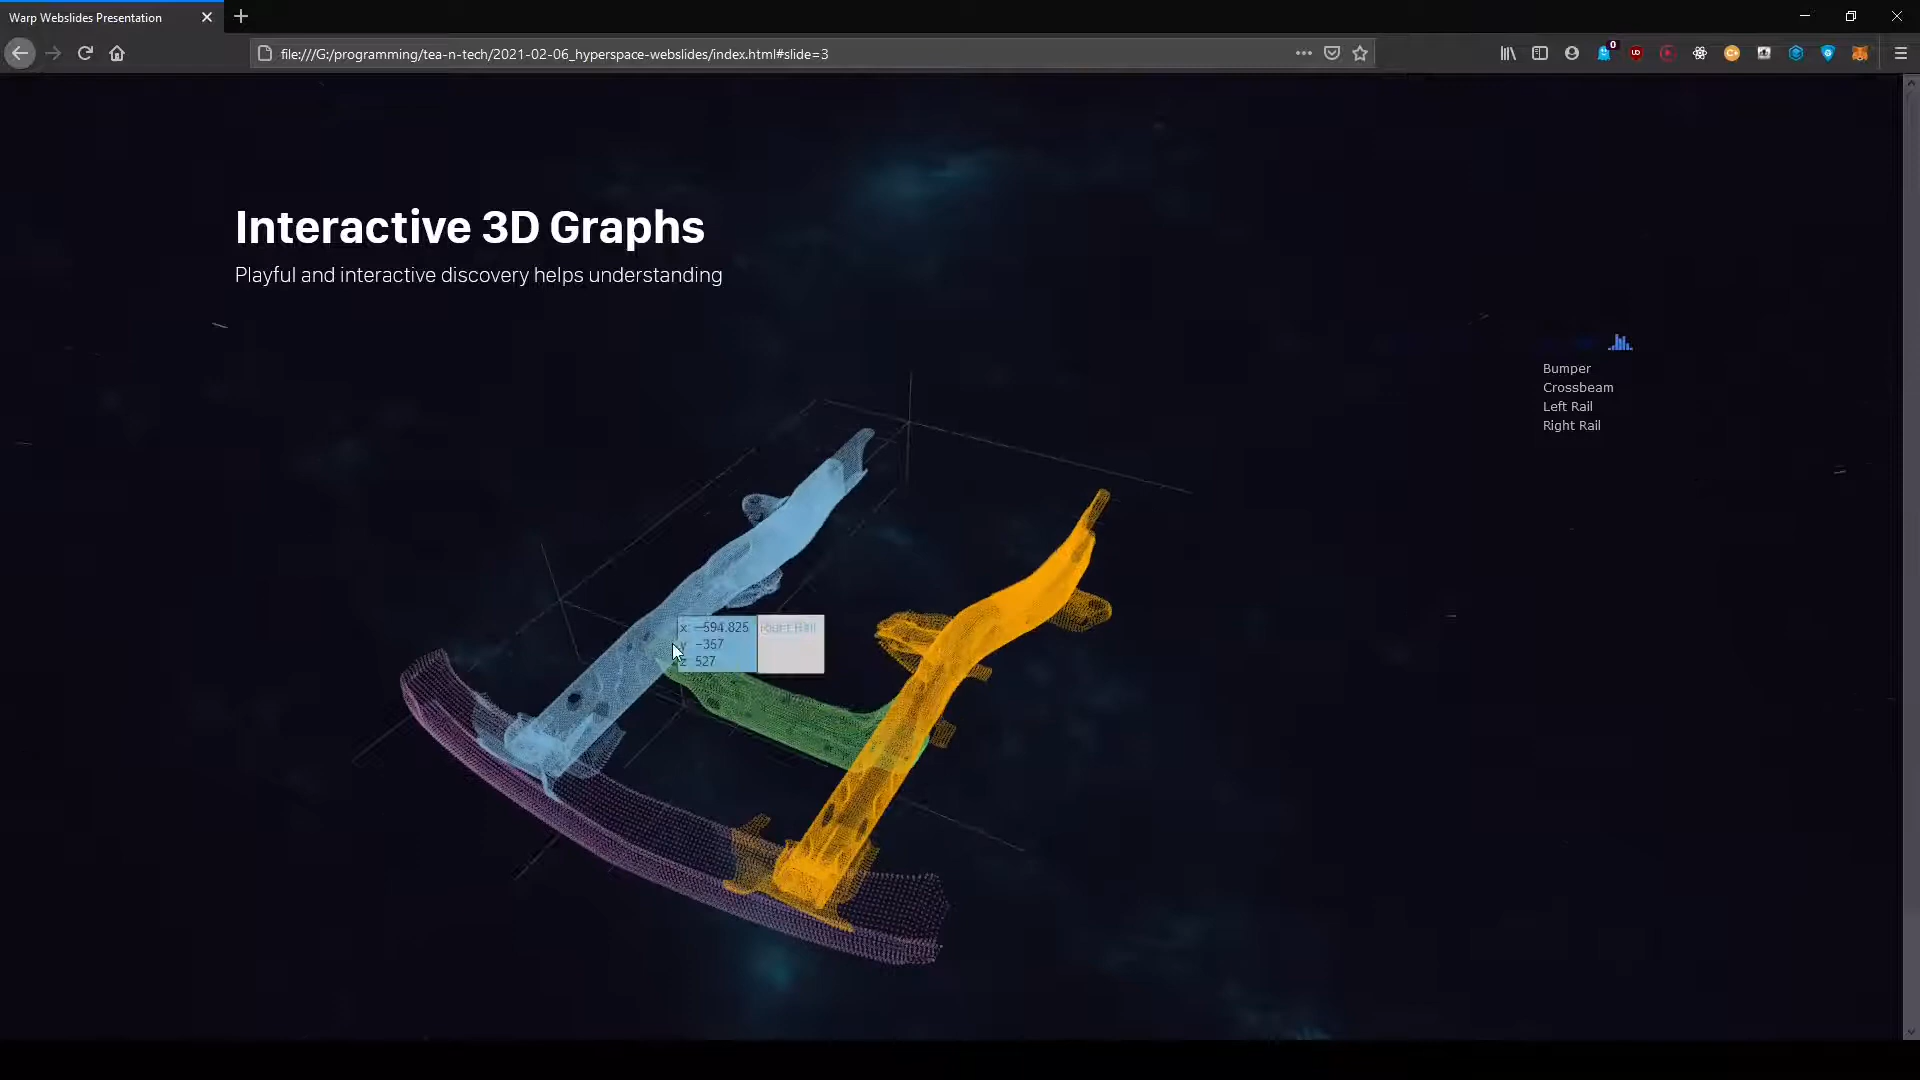 Warp Webslides Presentation
file:///G:/programming/tea-n-tech/2021-02-06_hyperspace-webslides/index.html#slide=3
0
Interactive 3D Graphs
Playful and interactive discovery helps understanding
Bumper
Crossbeam
Left Rail
Right Rail
x: −594.825
y −357
z 527